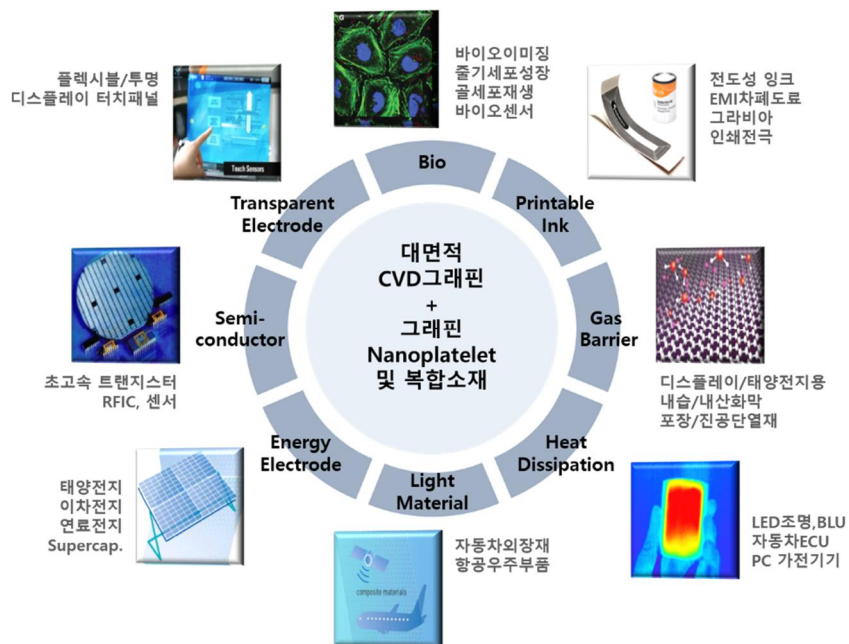 G
바이오이미징
줄기세포성장
골세포재생
바이오센서
플렉시블/투명
디스플레이 터치패널
Touch Sensors
전도성 잉크
EMI차폐도료
그라비아
인쇄전극
Bio
Transparent
Electrode
Printable
Ink
대면적
CVD그래핀
+
그래핀
Nanoplatelet
및 복합소재
Semi-
conductor
Gas
Barrier
초고속 트랜지스터
RFIC, 센서
디스플레이/태양전지용
내습/내산화막
포장/진공단열재
Energy
Electrode
Heat
Dissipation
Light
Material
태양전지
이차전지
연료전지
Supercap.
composite materials
자동차외장재
항공우주부품
LED조명,BLU
자동차ECU
PC 가전기기